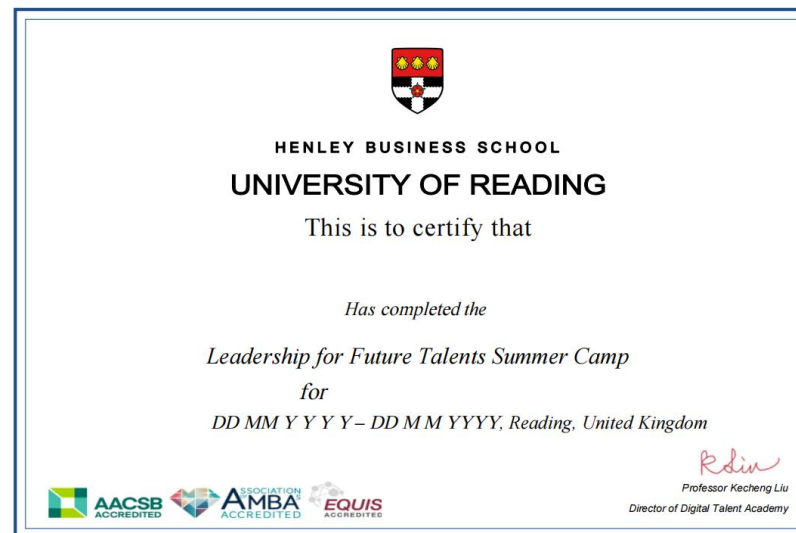 HENLEY BUSINESS SCHOOL
UNIVERSITY OF READING
This is to certify that
Has completed the
Leadership for Future Talents Summer Camp
for
DD MM Y Y Y Y – DD M M YYYY, Reading, United Kingdom
Professor Kecheng Liu
Director of Digital Talent Academy
AACSB
ACCREDITED
ASSOCIATION
AMBA'S
ACCREDITED
EQUIS
ACCREDITED